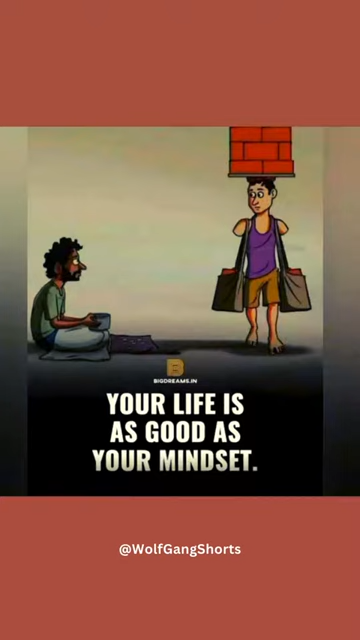 BIGDREAMS.IN
YOUR LIFE IS
AS GOOD AS
YOUR MINDSET.
@WolfGangShorts